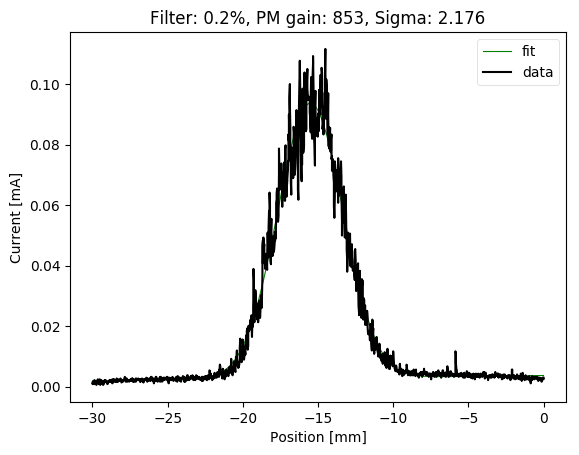 Filter: 0.2%, PM gain: 853, Sigma: 2.176
fit
data
0.10
0.08
0.06
0.04
0.02
0.00
Current [mA]
−30
−25
−20
−15
−10
−5
0
Position [mm]